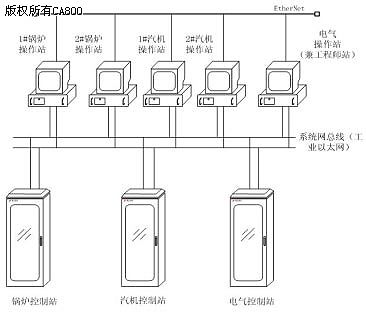 版权所有CA800
EtherNet
1#锅炉
操作站
2#锅炉
操作站
1#汽机
操作站
2#汽机
操作站
电气
操作站
(兼工程师站)
系统网总线(工
业以太网)
锅炉控制站
汽机控制站
电气控制站